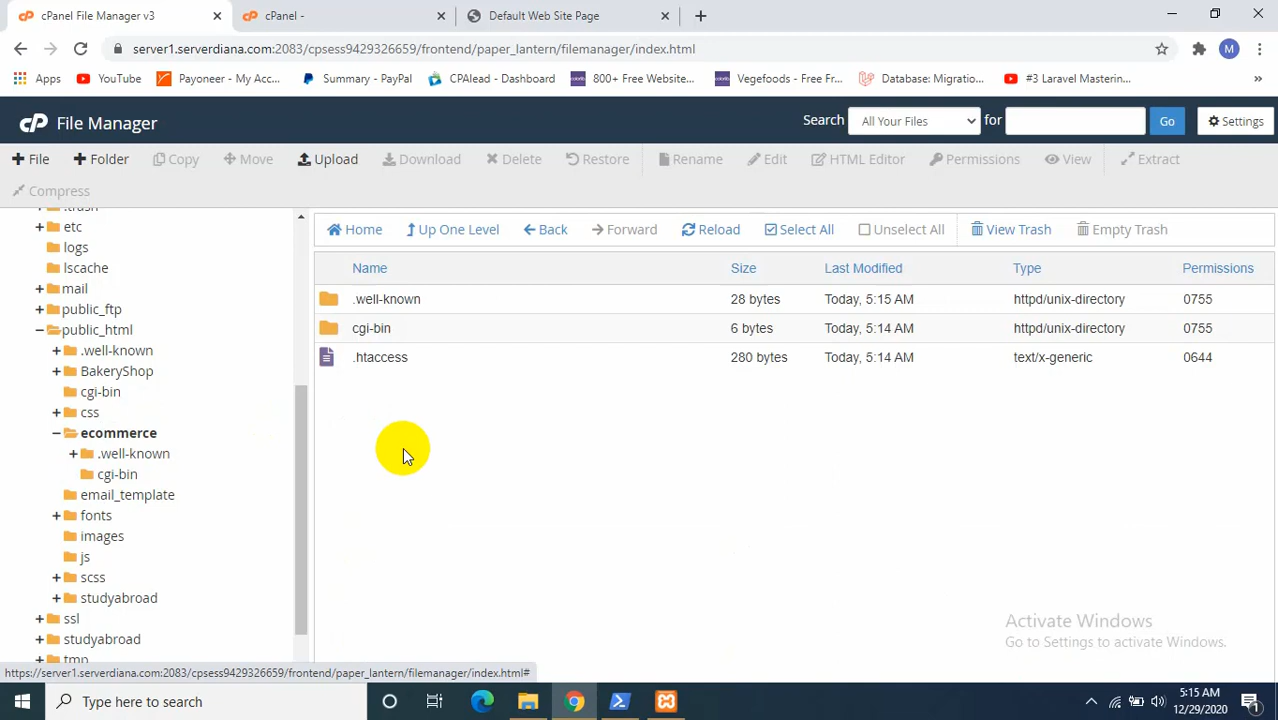 cPanel File Manager v3
cPanel -
Default Web Site Page
server1.serverdiana.com:2083/cpsess9429326659/frontend/paper_lantern/filemanager/index.html
M
Apps
YouTube
Payoneer - My Acc...
Summary - PayPal
CPAlead - Dashboard
800+ Free Website...
Vegefoods - Free Fr...
Database: Migratio...
#3 Laravel Mastering...
»
cP File Manager
Search All Your Files for Go Settings
File
Folder
Copy
Move
Upload
Download
Delete
Restore
Rename
Edit
HTML Editor
Permissions
View
Extract
Compress
.trash
etc
logs
lscache
mail
public_ftp
public_html
.well-known
BakeryShop
cgi-bin
css
ecommerce
.well-known
cgi-bin
email_template
fonts
images
js
scss
studyabroad
ssl
studyabroad
tmp
Home
Up One Level
Back
Forward
Reload
Select All
Unselect All
View Trash
Empty Trash
Name Size Last Modified Type Permissions
.well-known 28 bytes Today, 5:15 AM httpd/unix-directory 0755
cgi-bin 6 bytes Today, 5:14 AM httpd/unix-directory 0755
.htaccess 280 bytes Today, 5:14 AM text/x-generic 0644
Activate Windows
Go to Settings to activate Windows.
https://server1.serverdiana.com:2083/cpsess9429326659/frontend/paper_lantern/filemanager/index.html#
Type here to search
5:15 AM
12/29/2020
1